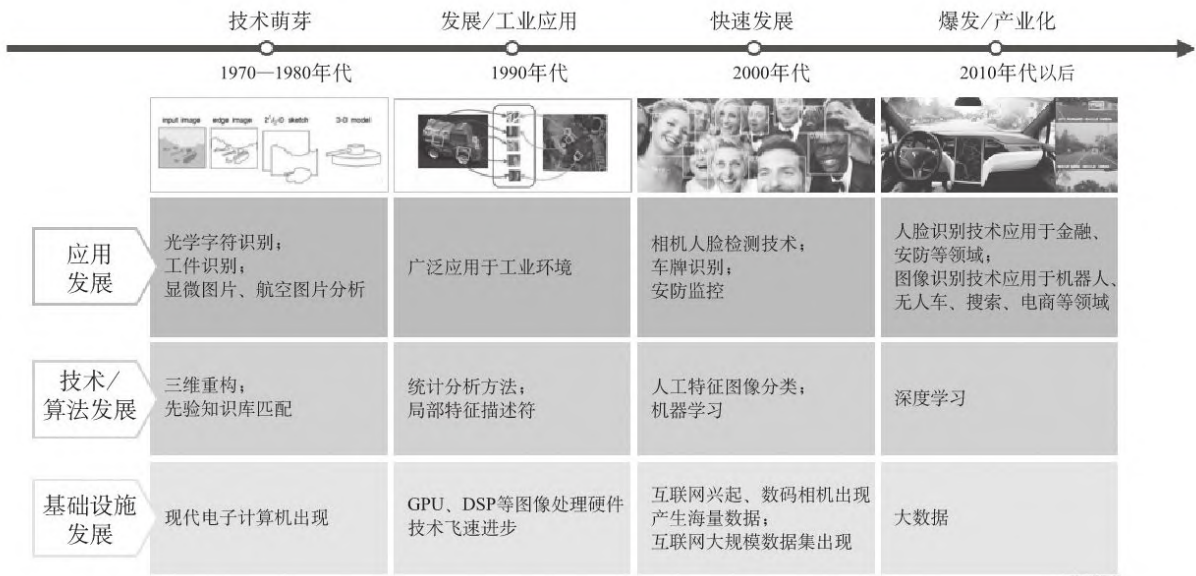 技术萌芽
发展/工业应用
快速发展
爆发/产业化
1970—1980年代
1990年代
2000年代
2010年代以后
input image
edge image
2½-D sketch
3-D model
应用
发展
光学字符识别；
工件识别；
显微图片、航空图片分析
广泛应用于工业环境
相机人脸检测技术；
车牌识别；
安防监控
人脸识别技术应用于金融、
安防等领域；
图像识别技术应用于机器人、
无人车、搜索、电商等领域
技术/
算法发展
三维重构；
先验知识库匹配
统计分析方法；
局部特征描述符
人工特征图像分类；
机器学习
深度学习
基础设施
发展
现代电子计算机出现
GPU、DSP等图像处理硬件
技术飞速进步
互联网兴起、数码相机出现
产生海量数据；
互联网大规模数据集出现
大数据